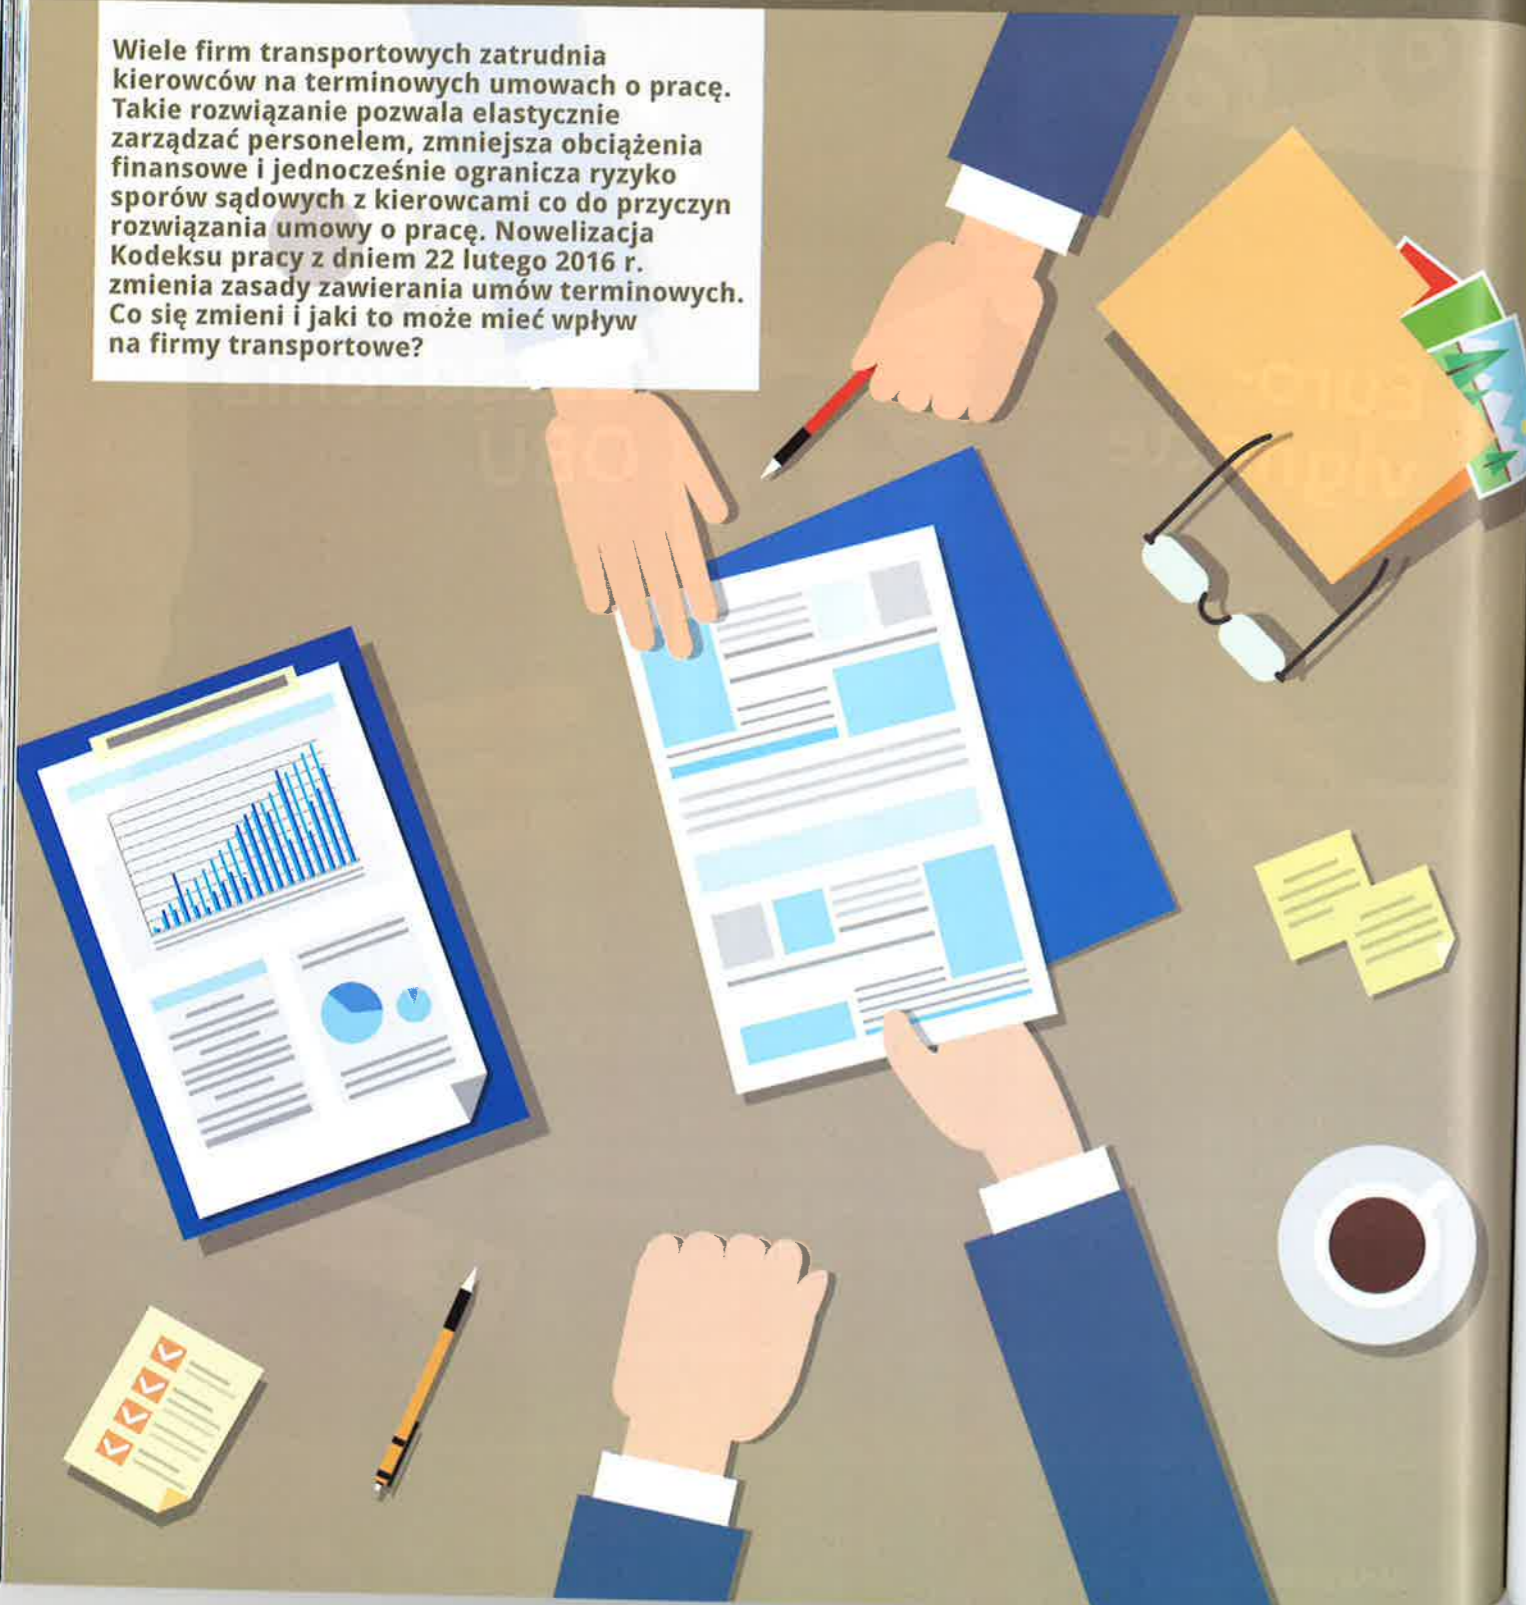 Wiele firm transportowych zatrudnia
kierowców na terminowych umowach o pracę.
Takie rozwiązanie pozwala elastycznie
zarządzać personelem, zmniejsza obciążenia
finansowe i jednocześnie ogranicza ryzyko
sporów sądowych z kierowcami co do przyczyn
rozwiązania umowy o pracę. Nowelizacja
Kodeksu pracy z dniem 22 lutego 2016 r.
zmienia zasady zawierania umów terminowych.
Co się zmieni i jaki to może mieć wpływ
na firmy transportowe?